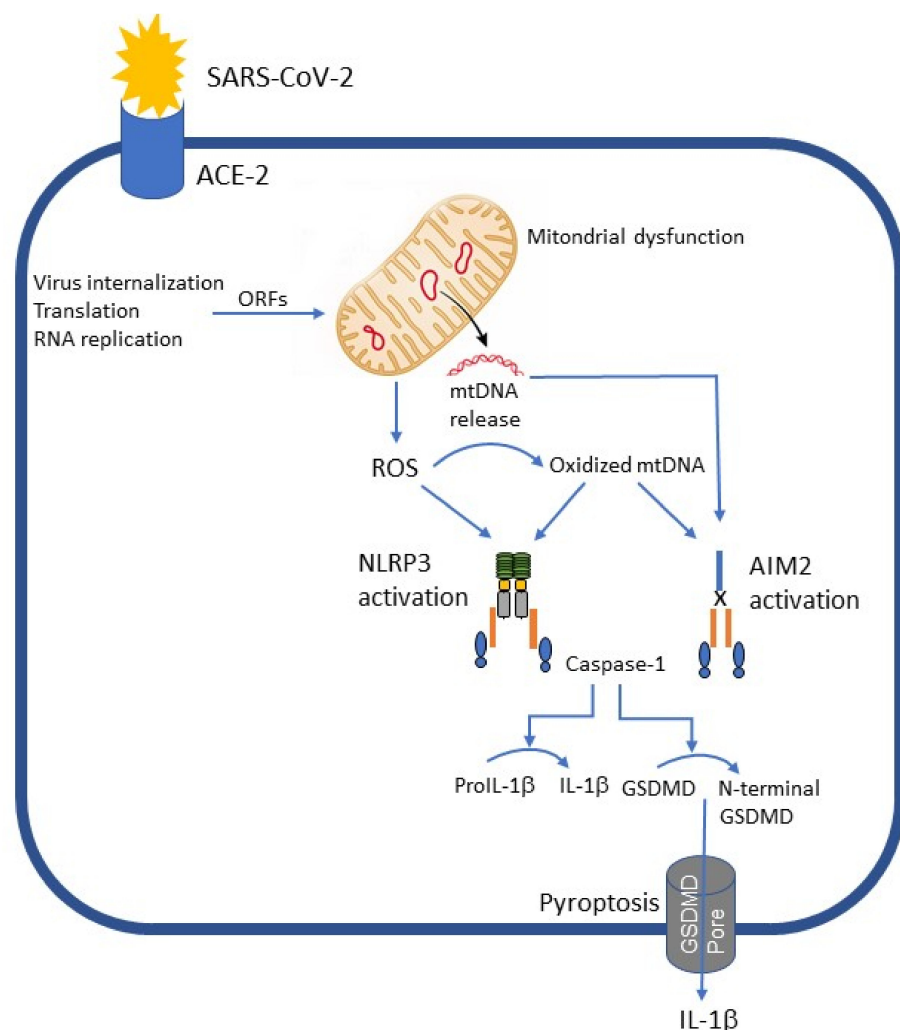 SARS-CoV-2
ACE-2
Mitondrial dysfunction
Virus internalization
Translation
RNA replication
ORFs
mtDNA
release
ROS
Oxidized mtDNA
NLRP3
activation
AIM2
activation
X
Caspase-1
ProIL-1β
IL-1β
GSDMD
N-terminal
GSDMD
Pyroptosis
GSDMD
Pore
IL-1β